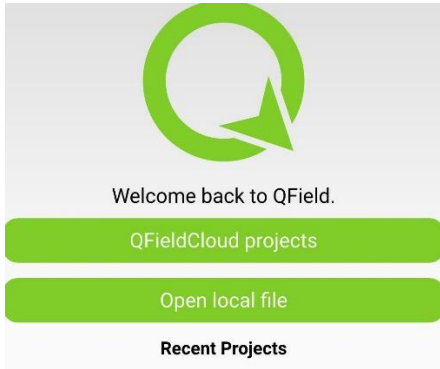 Welcome back to QField.
QFieldCloud projects
Open local file
Recent Projects